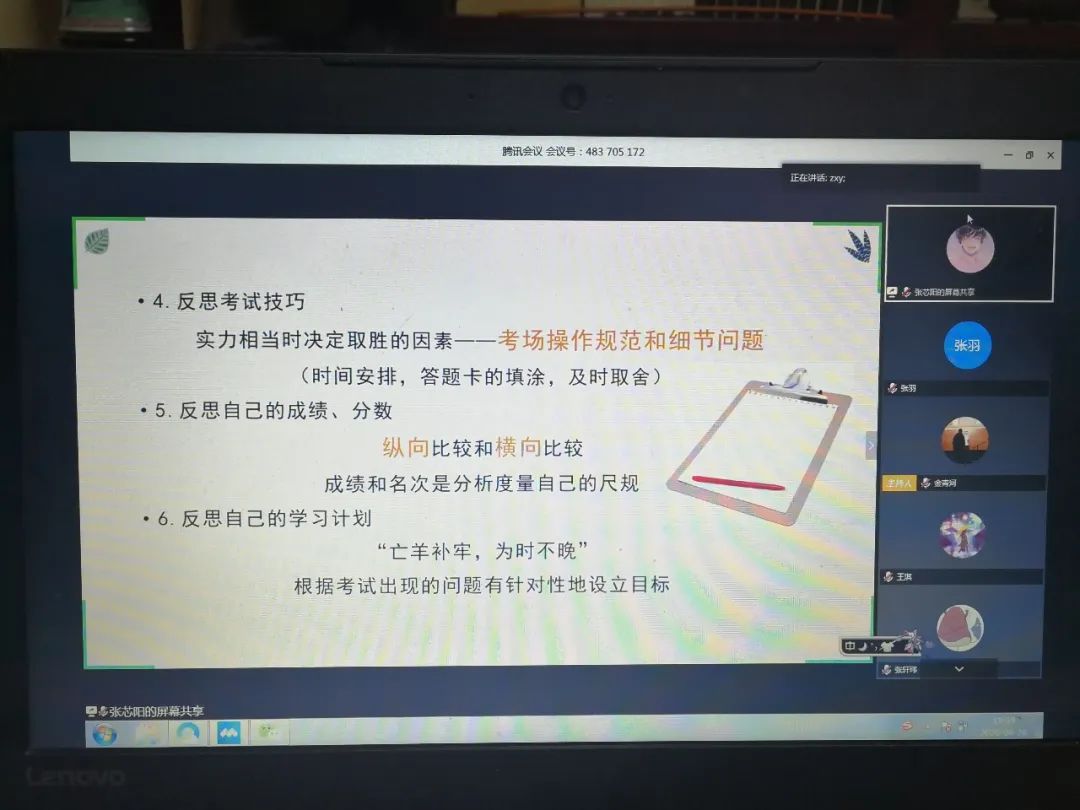 腾讯会议 会议号：483 705 172
正在讲话: zxy;
• 4. 反思考试技巧
实力相当时决定取胜的因素——考场操作规范和细节问题
（时间安排，答题卡的填涂，及时取舍）
• 5. 反思自己的成绩、分数
纵向比较和横向比较
成绩和名次是分析度量自己的尺规
• 6. 反思自己的学习计划
“亡羊补牢，为时不晚”
根据考试出现的问题有针对性地设立目标
张芯阳的屏幕共享
张羽
张羽
主持人 金青河
王淇
中
张芯阳的屏幕共享
Lenovo